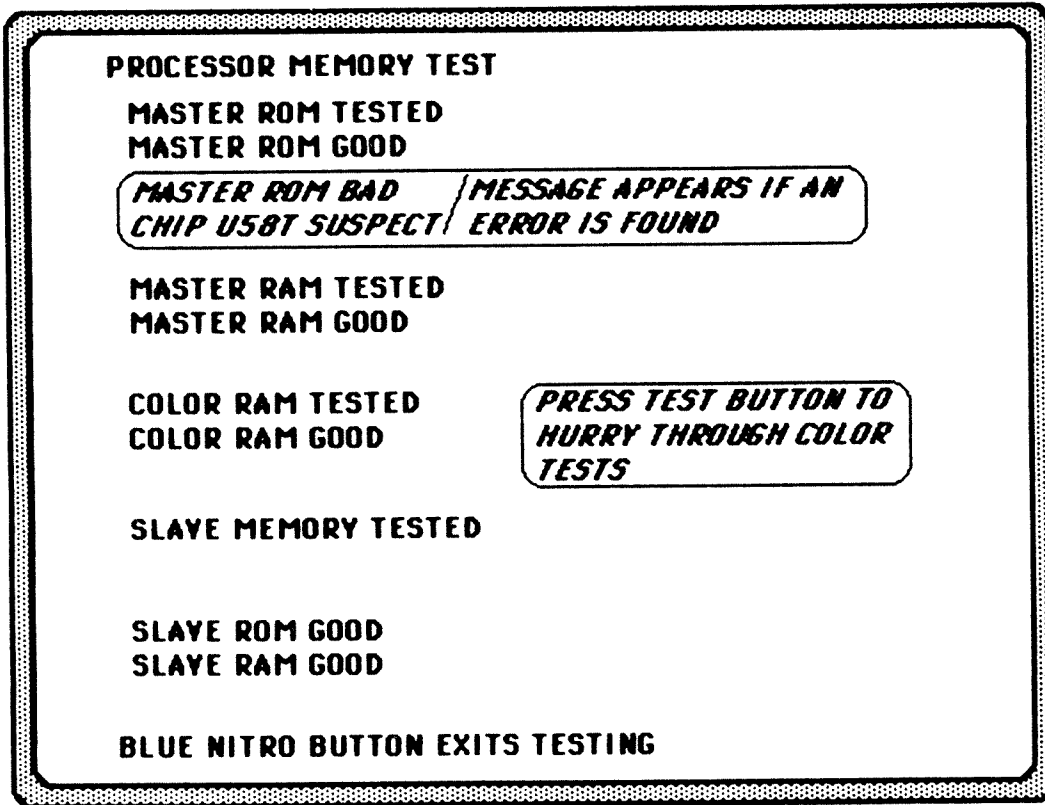 PROCESSOR MEMORY TEST
MASTER ROM TESTED
MASTER ROM GOOD
MASTER ROM BAD
CHIP U58T SUSPECT
MESSAGE APPEARS IF AN
ERROR IS FOUND
MASTER RAM TESTED
MASTER RAM GOOD
COLOR RAM TESTED
COLOR RAM GOOD
PRESS TEST BUTTON TO
HURRY THROUGH COLOR
TESTS
SLAVE MEMORY TESTED
SLAVE ROM GOOD
SLAVE RAM GOOD
BLUE NITRO BUTTON EXITS TESTING